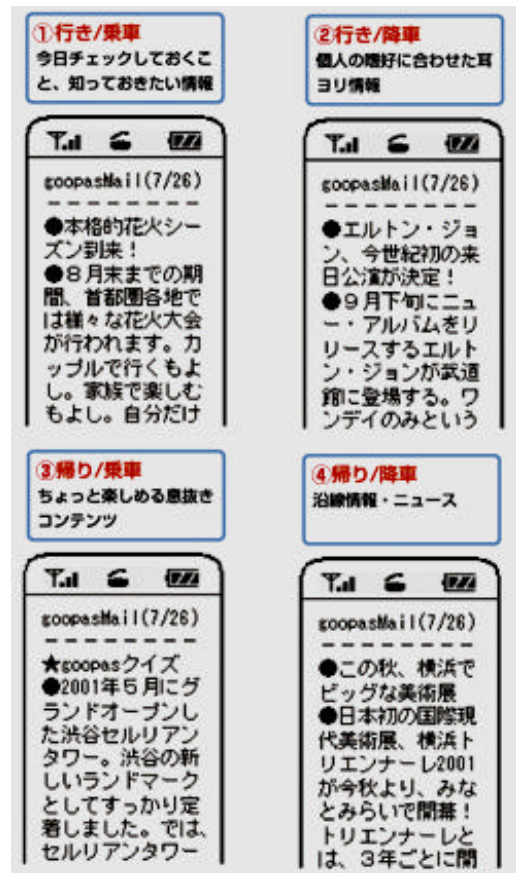 ①行き/乗車
今日チェックしておくこ
と、知っておきたい情報
goopasMail(7/26)
●本格的花火シー
ズン到来!
●8月末までの期
間、首都圏各地で
は様々な花火大会
が行われます。カ
ップルで行くもよ
し。家族で楽しむ
もよし。自分だけ
②行き/降車
個人の嗜好に合わせた耳
ヨリ情報
goopasMail(7/26)
●エルトン・ジョ
ン、今世紀初の来
日公演が決定!
●9月下旬にニュ
ー・アルバムをリ
リースするエルト
ン・ジョンが武道
館に登場する。ワ
ンデイのみという
③帰り/乗車
ちょっと楽しめる息抜き
コンテンツ
goopasMail(7/26)
★goopasクイズ
●2001年5月にグ
ランドオープンし
た渋谷セルリアン
タワー。渋谷の新
しいランドマーク
としてすっかり定
着しました。では、
セルリアンタワー
④帰り/降車
沿線情報・ニュース
goopasMail(7/26)
●この秋、横浜で
ビッグな美術展
●日本初の国際現
代美術展、横浜ト
リエンナーレ2001
が今秋より、みな
とみらいで開幕!
トリエンナーレと
は、3年ごとに開